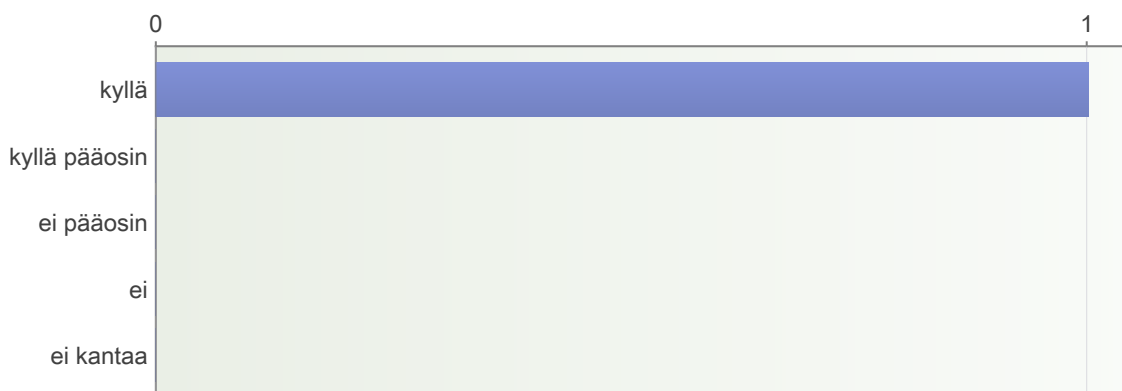 0 1
kyllä
kyllä pääosin
ei pääosin
ei
ei kantaa